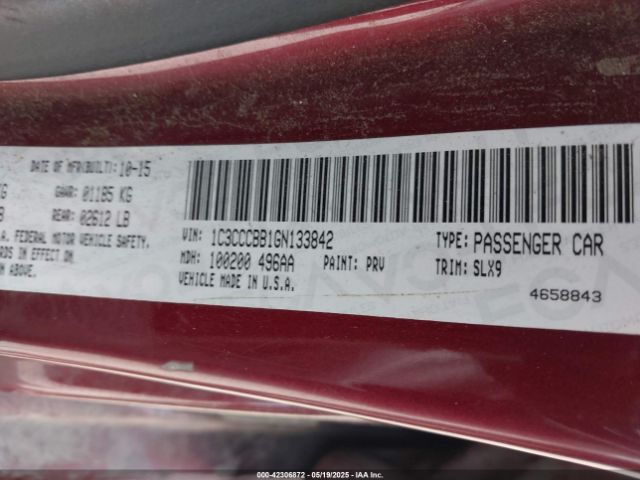 DATE OF MFR(BUILT): 10-15
GAWR: 01185 KG
REAR: 02612 LB
FEDERAL MOTOR VEHICLE SAFETY,
IN EFFECT ON
ABOVE.
VIN: 1C3CCCBB1GN133842
TYPE: PASSENGER CAR
MDH: 100200 496AA PAINT: PRV TRIM: SLX9
VEHICLE MADE IN U.S.A.
4658843
000-42306872 | 05/19/2025 | IAA Inc. | IAAI.com